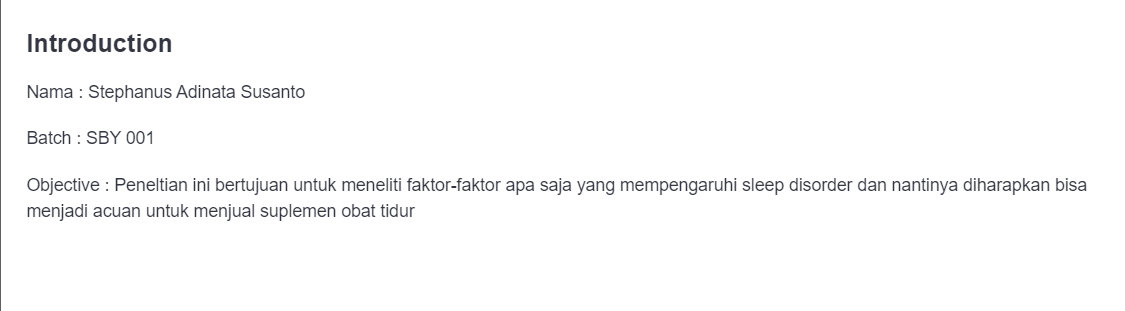 Introduction
Nama : Stephanus Adinata Susanto
Batch : SBY 001
Objective : Peneltian ini bertujuan untuk meneliti faktor-faktor apa saja yang mempengaruhi sleep disorder dan nantinya diharapkan bisa
menjadi acuan untuk menjual suplemen obat tidur